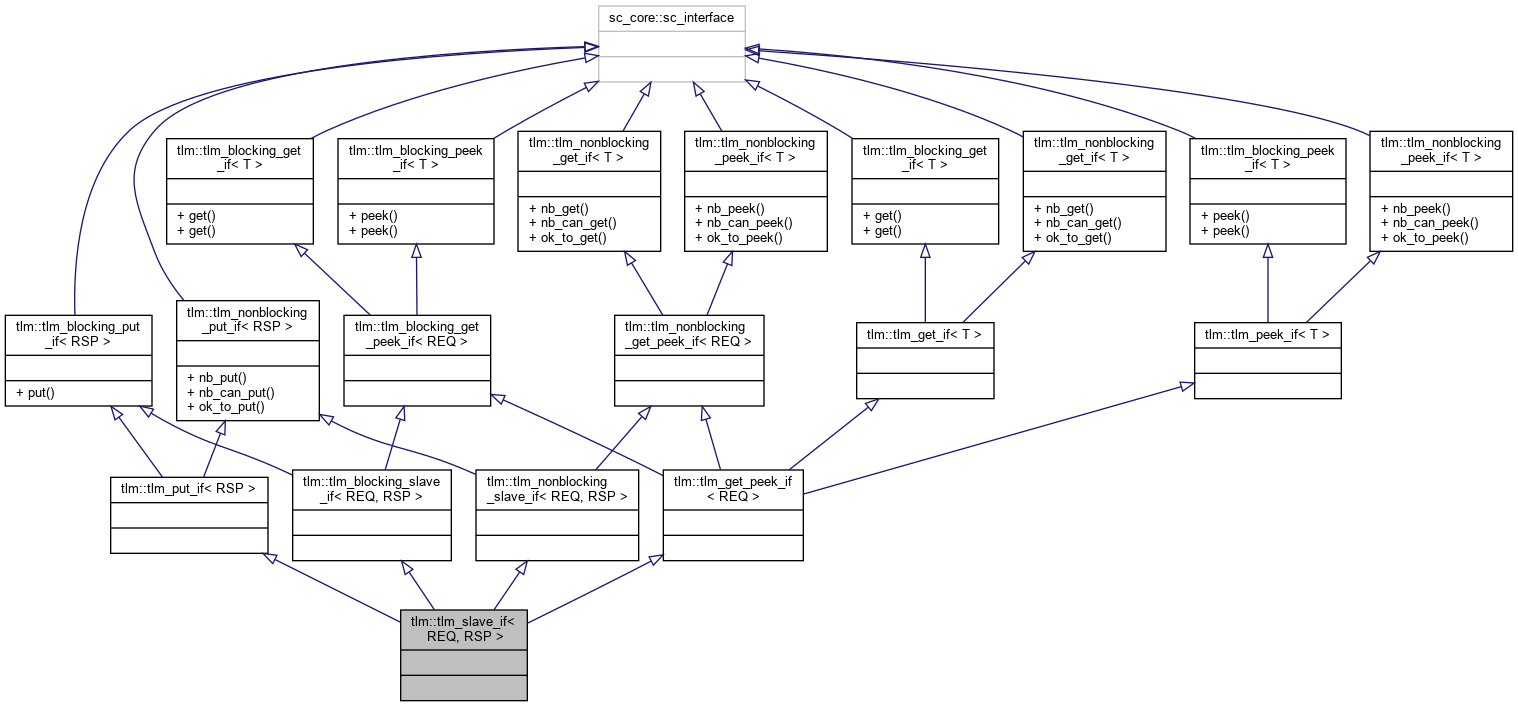 sc_core::sc_interface
tlm::tlm_blocking_get
_if< T >
+ get()
+ get()
tlm::tlm_blocking_peek
_if< T >
+ peek()
+ peek()
tlm::tlm_nonblocking
_get_if< T >
+ nb_get()
+ nb_can_get()
+ ok_to_get()
tlm::tlm_nonblocking
_peek_if< T >
+ nb_peek()
+ nb_can_peek()
+ ok_to_peek()
tlm::tlm_blocking_get
_if< T >
+ get()
+ get()
tlm::tlm_nonblocking
_get_if< T >
+ nb_get()
+ nb_can_get()
+ ok_to_get()
tlm::tlm_blocking_peek
_if< T >
+ peek()
+ peek()
tlm::tlm_nonblocking
_peek_if< T >
+ nb_peek()
+ nb_can_peek()
+ ok_to_peek()
tlm::tlm_blocking_put
_if< RSP >
+ put()
tlm::tlm_nonblocking
_put_if< RSP >
+ nb_put()
+ nb_can_put()
+ ok_to_put()
tlm::tlm_blocking_get
_peek_if< REQ >
tlm::tlm_nonblocking
_get_peek_if< REQ >
tlm::tlm_get_if< T >
tlm::tlm_peek_if< T >
tlm::tlm_put_if< RSP >
tlm::tlm_blocking_slave
_if< REQ, RSP >
tlm::tlm_nonblocking
_slave_if< REQ, RSP >
tlm::tlm_get_peek_if
< REQ >
tlm::tlm_slave_if<
REQ, RSP >